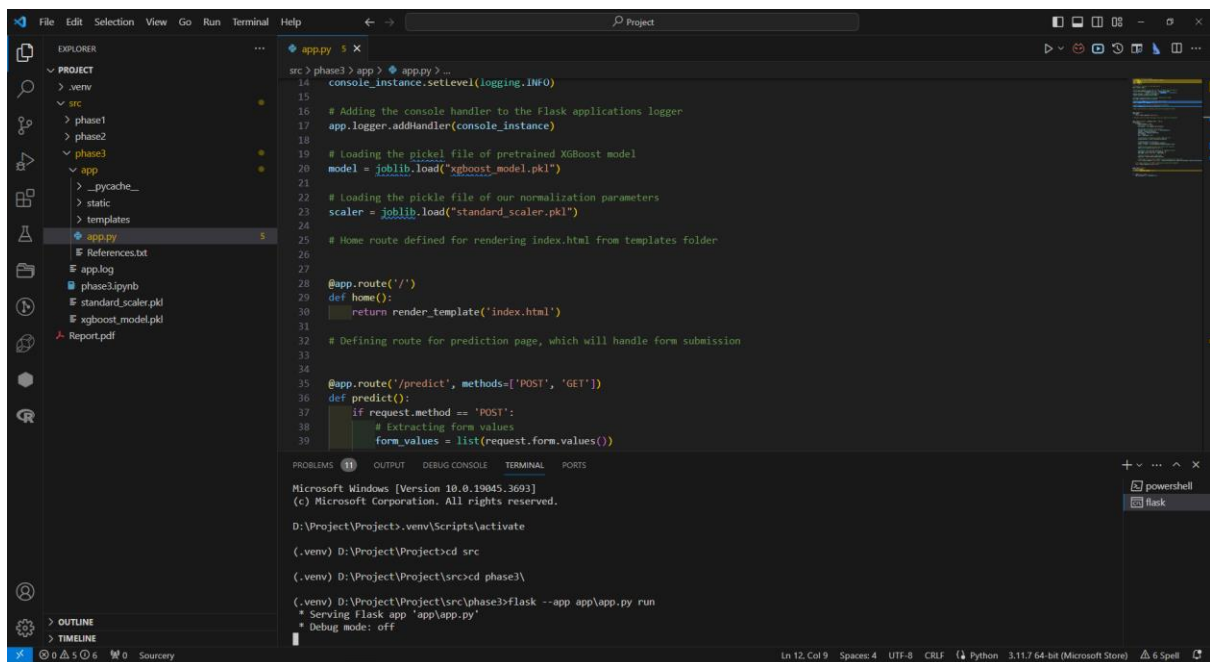 File Edit Selection View Go Run Terminal Help
Project
EXPLORER
PROJECT
.venv
src
phase1
phase2
phase3
app
__pycache__
static
templates
app.py 5
References.txt
app.log
phase3.ipynb
standard_scaler.pkl
xgboost_model.pkl
Report.pdf
OUTLINE
TIMELINE
app.py 5
src > phase3 > app > app.py > ...
14 console_instance.setLevel(logging.INFO)
15
16 # Adding the console handler to the Flask applications logger
17 app.logger.addHandler(console_instance)
18
19 # Loading the pickel file of pretrained XGBoost model
20 model = joblib.load("xgboost_model.pkl")
21
22 # Loading the pickle file of our normalization parameters
23 scaler = joblib.load("standard_scaler.pkl")
24
25 # Home route defined for rendering index.html from templates folder
26
27
28 @app.route('/')
29 def home():
30 return render_template('index.html')
31
32 # Defining route for prediction page, which will handle form submission
33
34
35 @app.route('/predict', methods=['POST', 'GET'])
36 def predict():
37 if request.method == 'POST':
38 # Extracting form values
39 form_values = list(request.form.values())
PROBLEMS 11 OUTPUT DEBUG CONSOLE TERMINAL PORTS
Microsoft Windows [Version 10.0.19045.3693]
(c) Microsoft Corporation. All rights reserved.
D:\Project\Project>.venv\Scripts\activate
(.venv) D:\Project\Project>cd src
(.venv) D:\Project\Project\src>cd phase3\
(.venv) D:\Project\Project\src\phase3>flask --app app\app.py run
* Serving Flask app 'app\app.py'
* Debug mode: off
powershell
flask
0 5 6 0 Sourcery
Ln 12, Col 9 Spaces: 4 UTF-8 CRLF Python 3.11.7 64-bit (Microsoft Store) 6 Spell